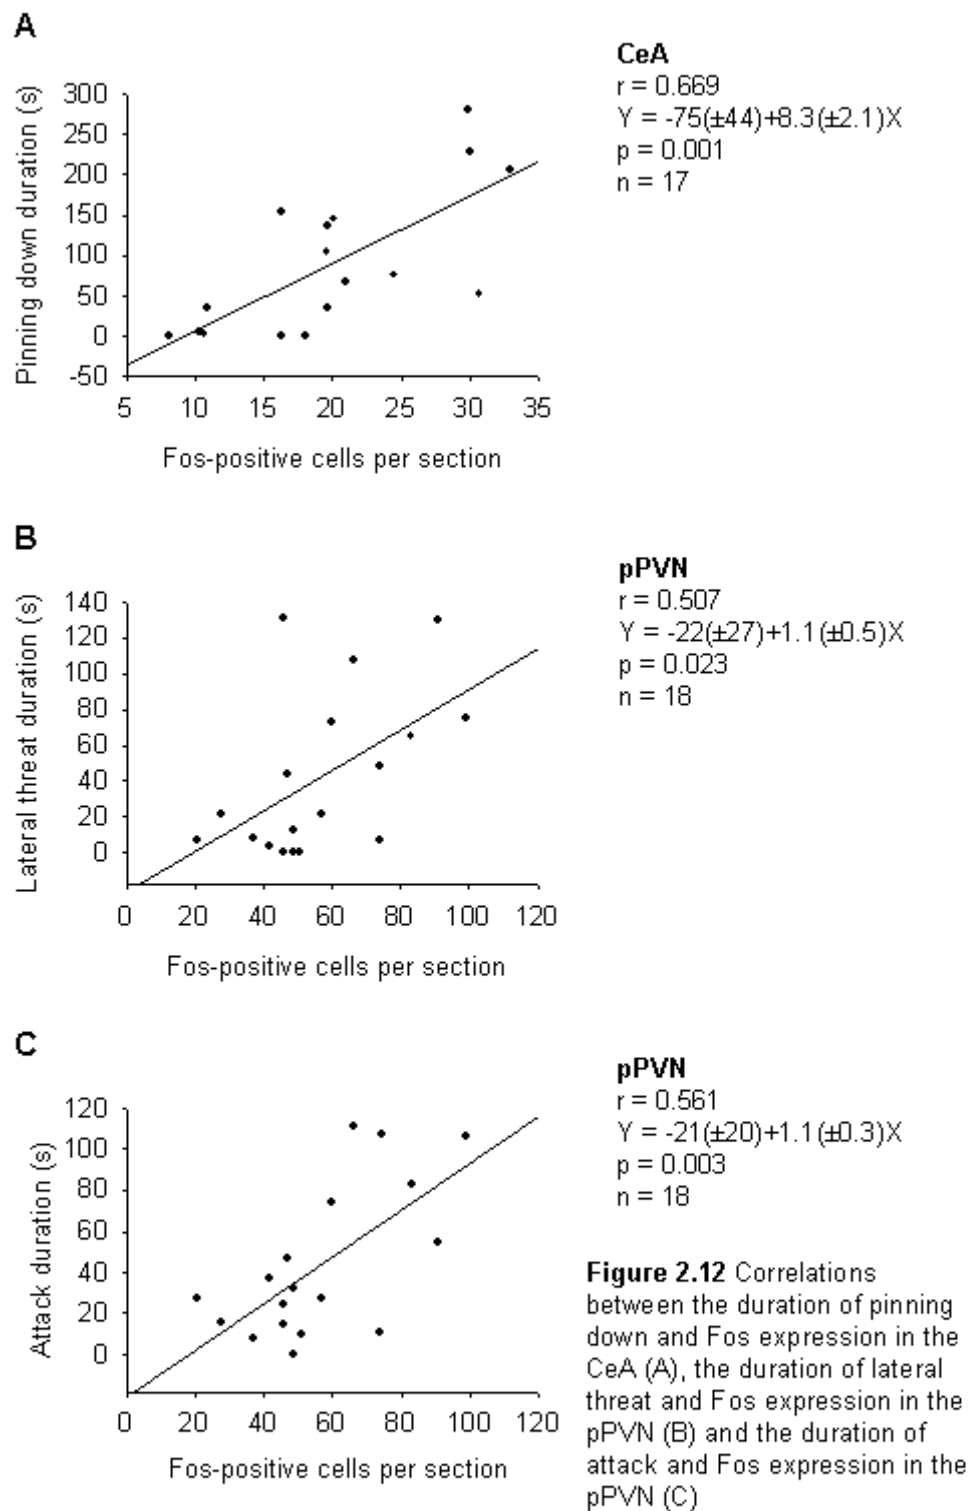 A
CeA
r = 0.669
Y = -75(±44)+8.3(±2.1)X
p = 0.001
n = 17
Pinning down duration (s)
300
250
200
150
100
50
0
-50
5 10 15 20 25 30 35
Fos-positive cells per section
B
pPVN
r = 0.507
Y = -22(±27)+1.1(±0.5)X
p = 0.023
n = 18
Lateral threat duration (s)
140
120
100
80
60
40
20
0
0 20 40 60 80 100 120
Fos-positive cells per section
C
pPVN
r = 0.561
Y = -21(±20)+1.1(±0.3)X
p = 0.003
n = 18
Attack duration (s)
120
100
80
60
40
20
0
0 20 40 60 80 100 120
Fos-positive cells per section
Figure 2.12 Correlations
between the duration of pinning
down and Fos expression in the
CeA (A), the duration of lateral
threat and Fos expression in the
pPVN (B) and the duration of
attack and Fos expression in the
pPVN (C)